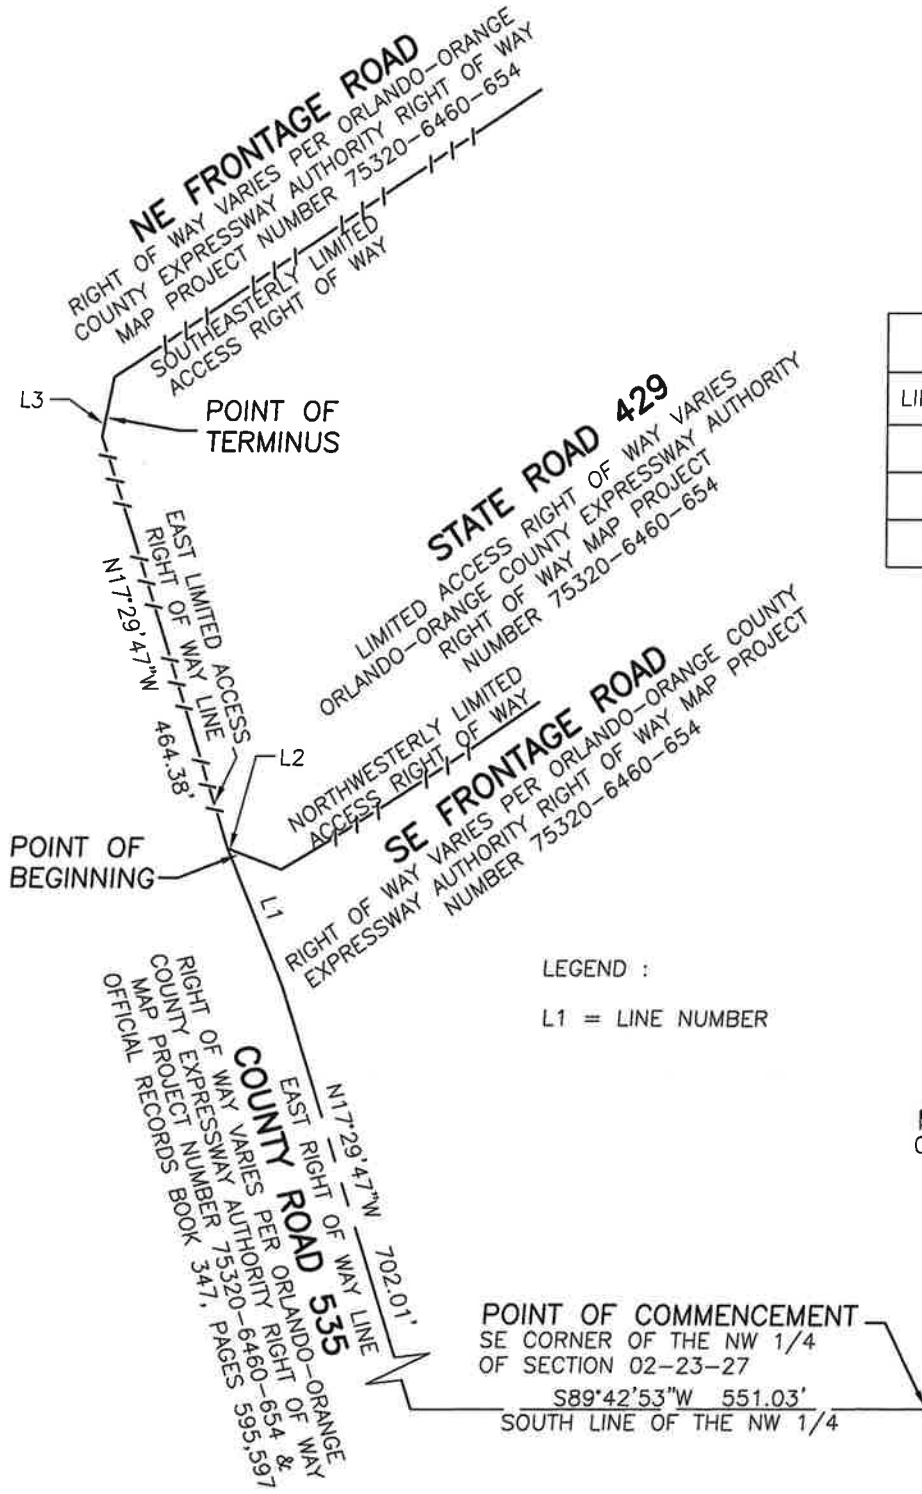 NE FRONTAGE ROAD
RIGHT OF WAY VARIES PER ORLANDO-ORANGE
COUNTY EXPRESSWAY AUTHORITY RIGHT OF WAY
MAP PROJECT NUMBER 75320-6460-654
SOUTHEASTERLY LIMITED
ACCESS RIGHT OF WAY
L3
POINT OF
TERMINUS
STATE ROAD 429
LIMITED ACCESS RIGHT OF WAY VARIES
ORLANDO-ORANGE COUNTY EXPRESSWAY AUTHORITY
RIGHT OF WAY MAP PROJECT
NUMBER 75320-6460-654
EAST LIMITED ACCESS
RIGHT OF WAY LINE
N17°29'47"W 464.38'
L2
NORTHWESTERLY LIMITED
ACCESS RIGHT OF WAY
SE FRONTAGE ROAD
RIGHT OF WAY VARIES PER ORLANDO-ORANGE COUNTY
EXPRESSWAY AUTHORITY RIGHT OF WAY MAP PROJECT
NUMBER 75320-6460-654
POINT OF
BEGINNING
L1
LEGEND :
L1 = LINE NUMBER
N17°29'47"W 702.01'
EAST RIGHT OF WAY LINE
COUNTY ROAD 535
RIGHT OF WAY VARIES PER ORLANDO-ORANGE
COUNTY EXPRESSWAY AUTHORITY RIGHT OF WAY
MAP PROJECT NUMBER 75320-6460-654 &
OFFICIAL RECORDS BOOK 347, PAGES 595,597
POINT OF COMMENCEMENT
SE CORNER OF THE NW 1/4
OF SECTION 02-23-27
S89°42'53"W 551.03'
SOUTH LINE OF THE NW 1/4